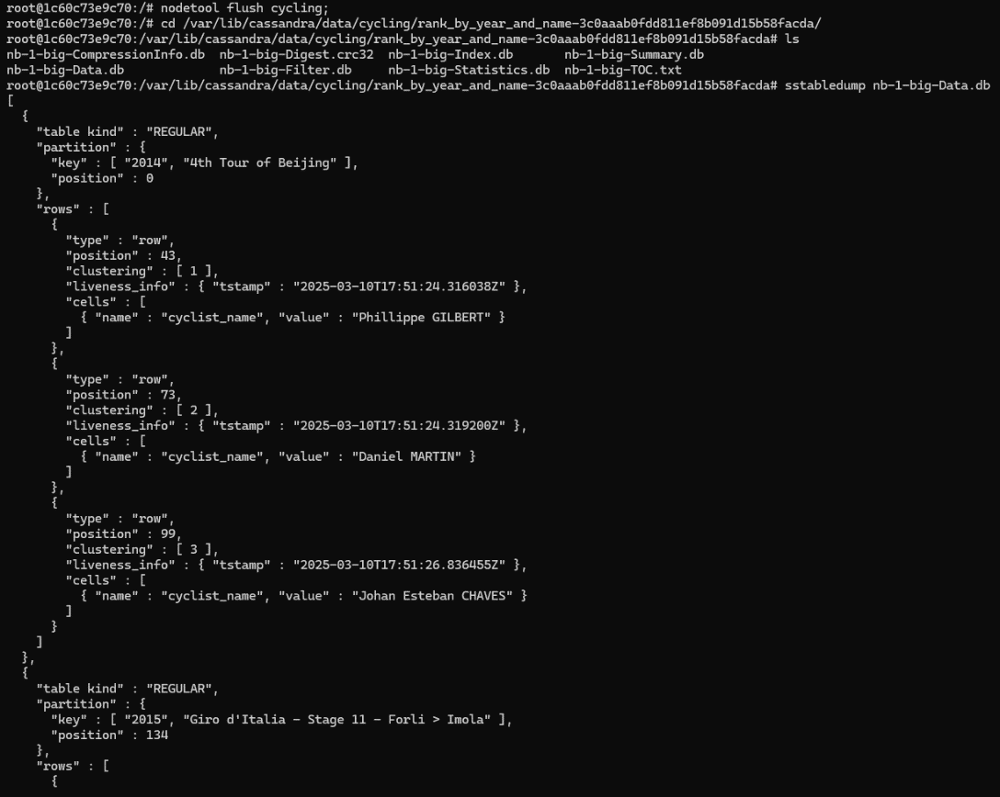 root@1c60c73e9c70:/# nodetool flush cycling;
root@1c60c73e9c70:/# cd /var/lib/cassandra/data/cycling/rank_by_year_and_name-3c0aaab0fdd811ef8b091d15b58facda/
root@1c60c73e9c70:/var/lib/cassandra/data/cycling/rank_by_year_and_name-3c0aaab0fdd811ef8b091d15b58facda# ls
nb-1-big-CompressionInfo.db  nb-1-big-Digest.crc32  nb-1-big-Index.db       nb-1-big-Summary.db
nb-1-big-Data.db             nb-1-big-Filter.db     nb-1-big-Statistics.db  nb-1-big-TOC.txt
root@1c60c73e9c70:/var/lib/cassandra/data/cycling/rank_by_year_and_name-3c0aaab0fdd811ef8b091d15b58facda# sstabledump nb-1-big-Data.db
[
  {
    "table kind" : "REGULAR",
    "partition" : {
      "key" : [ "2014", "4th Tour of Beijing" ],
      "position" : 0
    },
    "rows" : [
      {
        "type" : "row",
        "position" : 43,
        "clustering" : [ 1 ],
        "liveness_info" : { "tstamp" : "2025-03-10T17:51:24.316038Z" },
        "cells" : [
          { "name" : "cyclist_name", "value" : "Phillippe GILBERT" }
        ]
      },
      {
        "type" : "row",
        "position" : 73,
        "clustering" : [ 2 ],
        "liveness_info" : { "tstamp" : "2025-03-10T17:51:24.319200Z" },
        "cells" : [
          { "name" : "cyclist_name", "value" : "Daniel MARTIN" }
        ]
      },
      {
        "type" : "row",
        "position" : 99,
        "clustering" : [ 3 ],
        "liveness_info" : { "tstamp" : "2025-03-10T17:51:26.836455Z" },
        "cells" : [
          { "name" : "cyclist_name", "value" : "Johan Esteban CHAVES" }
        ]
      }
    ]
  },
  {
    "table kind" : "REGULAR",
    "partition" : {
      "key" : [ "2015", "Giro d'Italia - Stage 11 - Forli > Imola" ],
      "position" : 134
    },
    "rows" : [
      {